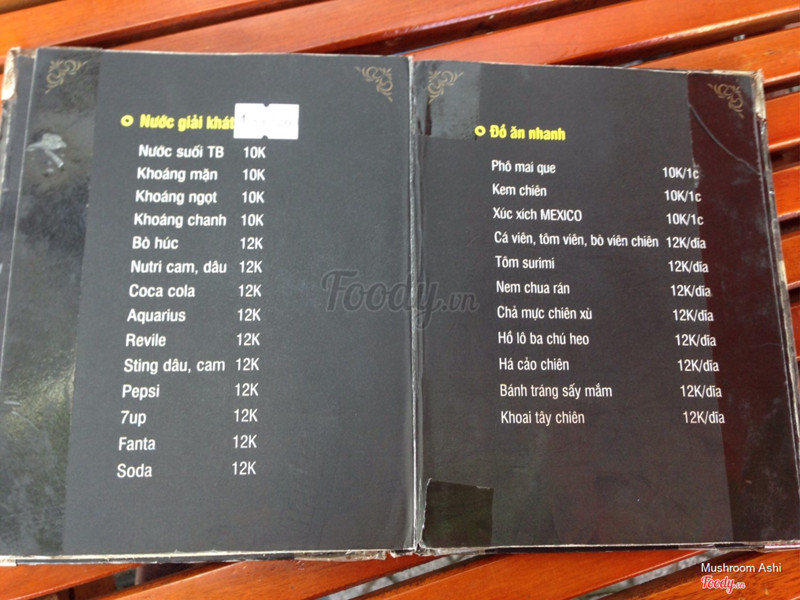 Nước giải khát
Nước suối TB 10K
Khoáng mặn 10K
Khoáng ngọt 10K
Khoáng chanh 10K
Bò húc 12K
Nutri cam, dâu 12K
Coca cola 12K
Aquarius 12K
Revile 12K
Sting dâu, cam 12K
Pepsi 12K
7up 12K
Fanta 12K
Soda 12K
Đồ ăn nhanh
Phô mai que 10K/1c
Kem chiên 10K/1c
Xúc xích MEXICO 10K/1c
Cá viên, tôm viên, bò viên chiên 12K/dĩa
Tôm surimi 12K/dĩa
Nem chua rán 12K/dĩa
Chả mực chiên xù 12K/dĩa
Hồ lô ba chú heo 12K/dĩa
Há cảo chiên 12K/dĩa
Bánh tráng sấy mắm 12K/dĩa
Khoai tây chiên 12K/dĩa
Foody.vn
Mushroom Ashi
Foody.vn